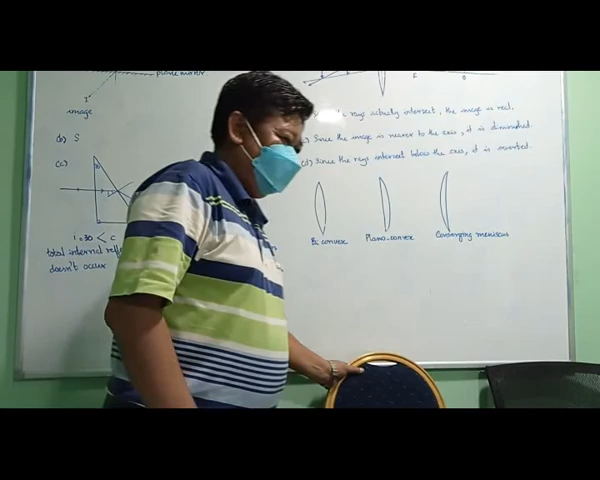 plane mirror
image
(b) S
(c)
i = 30 < c
total internal refle
doesn't occur
rays actually intersect, the image is real.
Since the image is nearer to the axis, it is diminished.
(d) Since the rays intersect below the axis, it is inverted.
Bi convex
Plano-convex
Converging meniscus